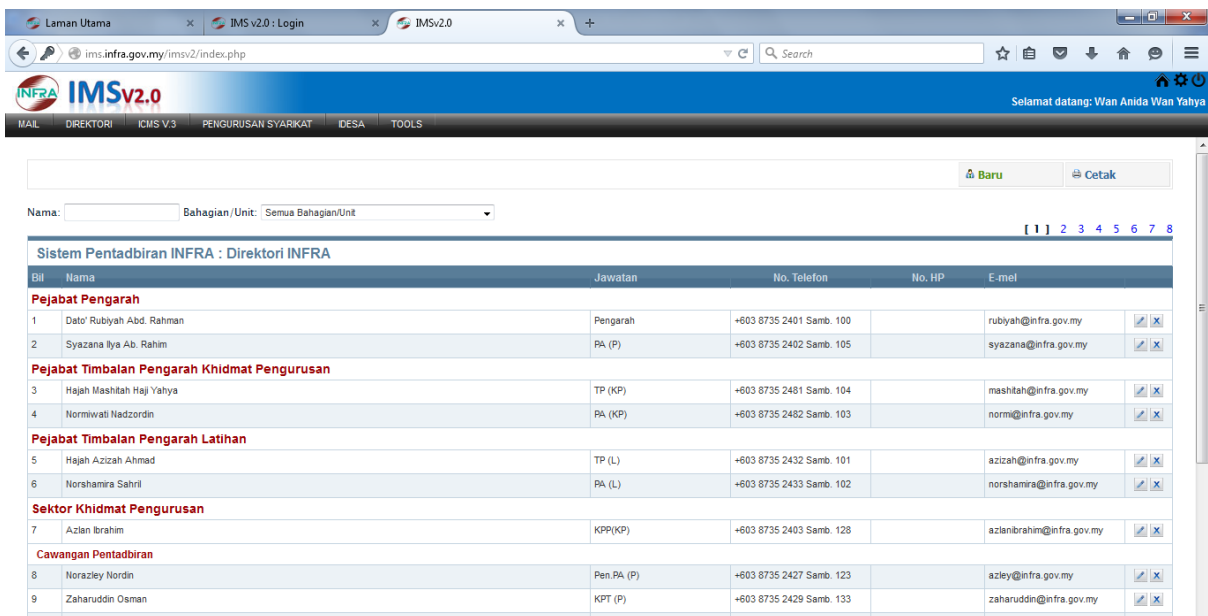 Laman Utama × IMS v2.0 : Login × IMSv2.0 × +
ims.infra.gov.my/imsv2/index.php Search
INFRA IMSv2.0
Selamat datang: Wan Anida Wan Yahya
MAIL DIREKTORI ICMS V.3 PENGURUSAN SYARIKAT IDESA TOOLS
Baru Cetak
Nama: Bahagian/Unit: Semua Bahagian/Unit
[ 1 ] 2 3 4 5 6 7 8
Sistem Pentadbiran INFRA : Direktori INFRA
Bil Nama Jawatan No. Telefon No. HP E-mel
Pejabat Pengarah
1 Dato' Rubiyah Abd. Rahman Pengarah +603 8735 2401 Samb. 100 rubiyah@infra.gov.my
2 Syazana Ilya Ab. Rahim PA (P) +603 8735 2402 Samb. 105 syazana@infra.gov.my
Pejabat Timbalan Pengarah Khidmat Pengurusan
3 Hajah Mashitah Haji Yahya TP (KP) +603 8735 2481 Samb. 104 mashitah@infra.gov.my
4 Normiwati Nadzordin PA (KP) +603 8735 2482 Samb. 103 normi@infra.gov.my
Pejabat Timbalan Pengarah Latihan
5 Hajah Azizah Ahmad TP (L) +603 8735 2432 Samb. 101 azizah@infra.gov.my
6 Norshamira Sahril PA (L) +603 8735 2433 Samb. 102 norshamira@infra.gov.my
Sektor Khidmat Pengurusan
7 Azlan Ibrahim KPP(KP) +603 8735 2403 Samb. 128 azlanibrahim@infra.gov.my
Cawangan Pentadbiran
8 Norazley Nordin Pen.PA (P) +603 8735 2427 Samb. 123 azley@infra.gov.my
9 Zaharuddin Osman KPT (P) +603 8735 2429 Samb. 133 zaharuddin@infra.gov.my